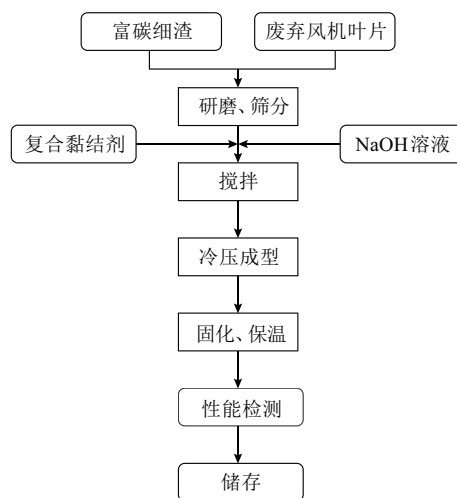 富碳细渣
废弃风机叶片
研磨、筛分
复合黏结剂
NaOH溶液
搅拌
冷压成型
固化、保温
性能检测
储存